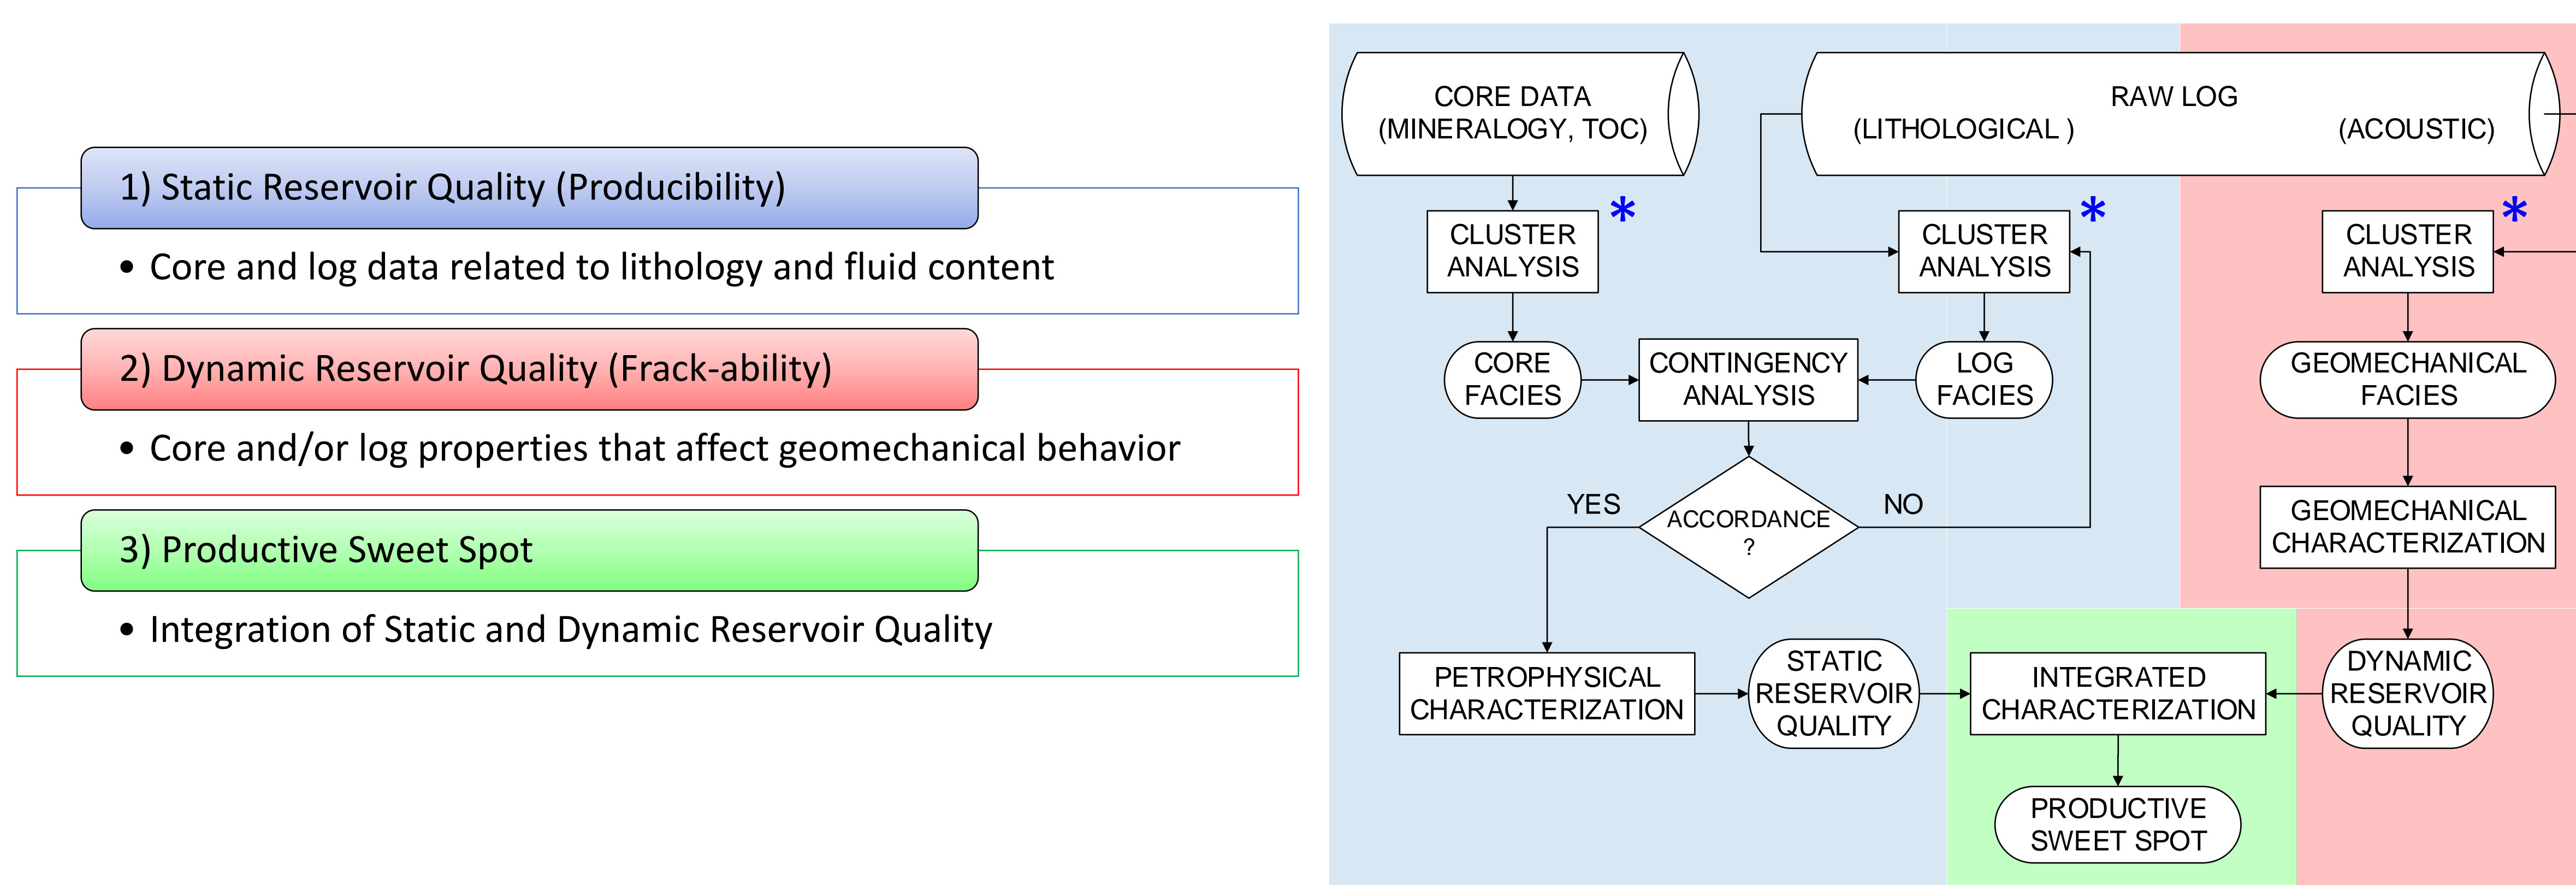 1) Static Reservoir Quality (Producibility)
• Core and log data related to lithology and fluid content
2) Dynamic Reservoir Quality (Frack-ability)
• Core and/or log properties that affect geomechanical behavior
3) Productive Sweet Spot
• Integration of Static and Dynamic Reservoir Quality
CORE DATA
(MINERALOGY, TOC)
RAW LOG
(LITHOLOGICAL ) (ACOUSTIC)
CLUSTER
ANALYSIS
*
CLUSTER
ANALYSIS
*
CLUSTER
ANALYSIS
*
CORE
FACIES
CONTINGENCY
ANALYSIS
LOG
FACIES
GEOMECHANICAL
FACIES
YES
ACCORDANCE
?
NO
GEOMECHANICAL
CHARACTERIZATION
PETROPHYSICAL
CHARACTERIZATION
STATIC
RESERVOIR
QUALITY
INTEGRATED
CHARACTERIZATION
DYNAMIC
RESERVOIR
QUALITY
PRODUCTIVE
SWEET SPOT